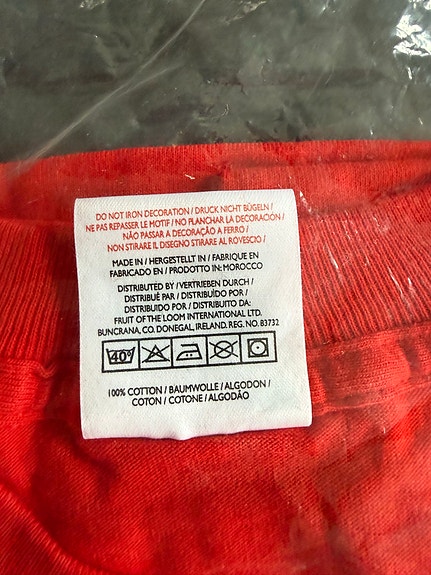 DO NOT IRON DECORATION / DRUCK NICHT BÜGELN /
NE PAS REPASSER LE MOTIF / NO PLANCHAR LA DECORACIÓN /
NÃO PASSAR A DECORAÇÃO A FERRO /
NON STIRARE IL DISEGNO STIRARE AL ROVESCIO /
MADE IN / HERGESTELLT IN / FABRIQUE EN
FABRICADO EN / PRODOTTO IN: MOROCCO
DISTRIBUTED BY / VERTRIEBEN DURCH /
DISTRIBUÉ PAR / DISTRIBUÍDO POR /
DISTRIBUIDO POR / DISTRIBUITO DA:
FRUIT OF THE LOOM INTERNATIONAL LTD.
BUNCRANA, CO. DONEGAL, IRELAND. REG. NO. 83732
40°
100% COTTON / BAUMWOLLE / ALGODON /
COTON / COTONE / ALGODÃO